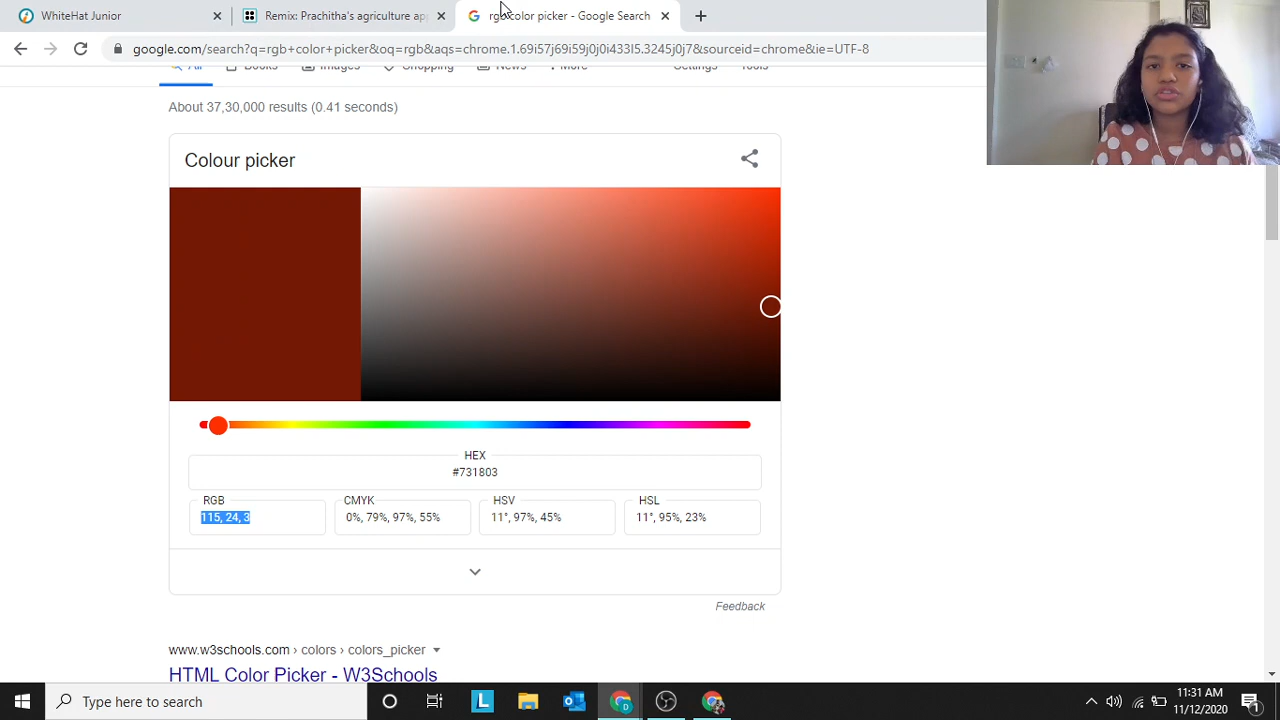 WhiteHat Junior
Remix: Prachitha's agriculture app
rgb color picker - Google Search
google.com/search?q=rgb+color+picker&oq=rgb&aqs=chrome.1.69i57j69i59j0j0i433l5.3245j0j7&sourceid=chrome&ie=UTF-8
All Books Images Shopping News More Settings Tools
About 37,30,000 results (0.41 seconds)
Colour picker
HEX
#731803
RGB CMYK HSV HSL
115, 24, 3 0%, 79%, 97%, 55% 11°, 97%, 45% 11°, 95%, 23%
Feedback
www.w3schools.com › colors › colors_picker
HTML Color Picker - W3Schools
Type here to search
11:31 AM
11/12/2020
1